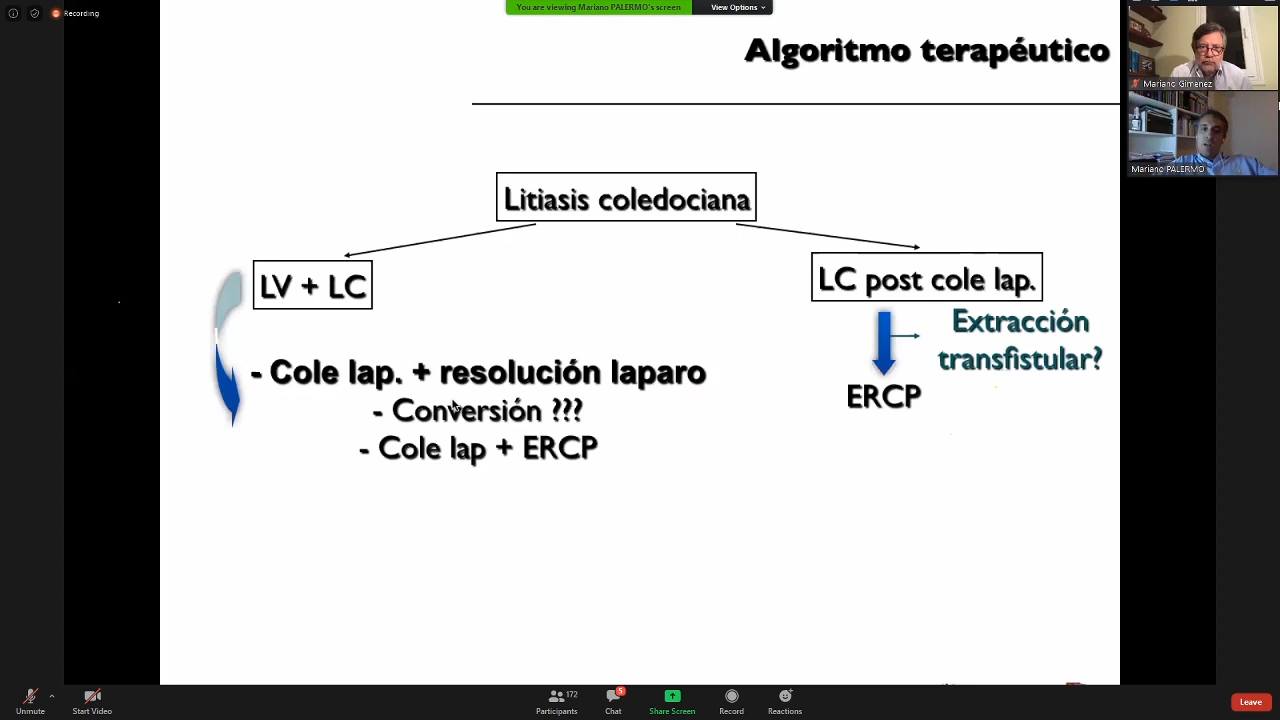 Recording
You are viewing Mariano PALERMO's screen
View Options
Algoritmo terapéutico
Mariano Gimenez
Mariano PALERMO
Litiasis coledociana
LV + LC
LC post cole lap.
Extracción
transfistular?
ERCP
- Cole lap. + resolución laparo
- Conversión ???
- Cole lap + ERCP
Unmute
Start Video
172
Participants
5
Chat
Share Screen
Record
Reactions
Leave